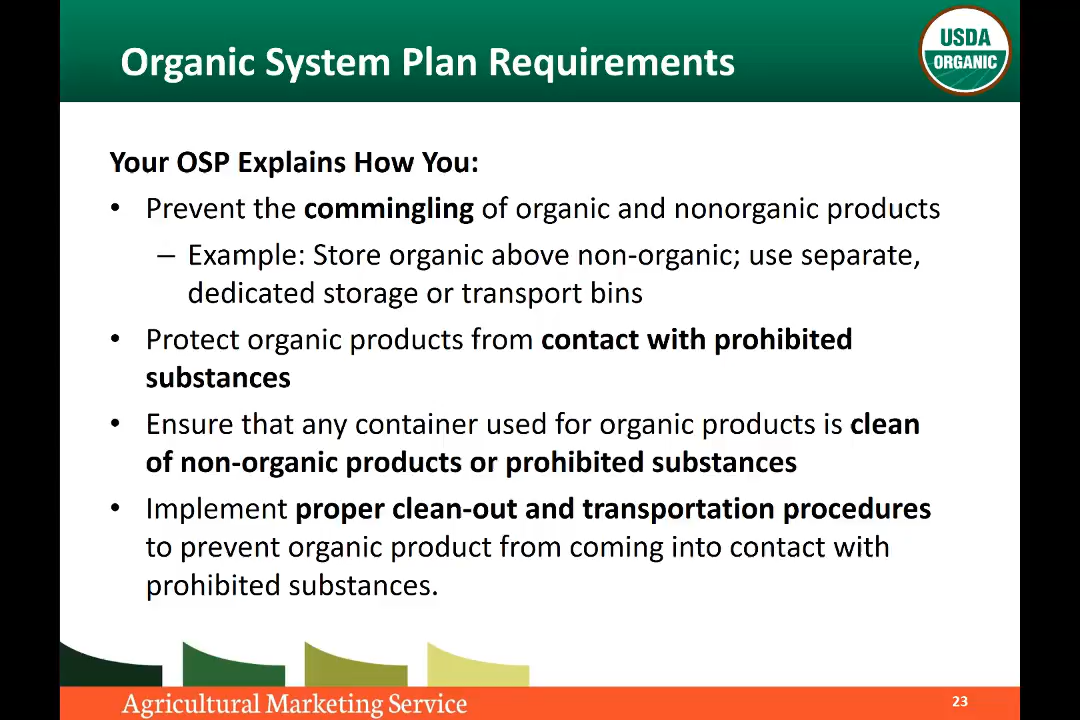 Organic System Plan Requirements
USDA
ORGANIC
Your OSP Explains How You:
• Prevent the commingling of organic and nonorganic products
– Example: Store organic above non-organic; use separate,
dedicated storage or transport bins
• Protect organic products from contact with prohibited
substances
• Ensure that any container used for organic products is clean
of non-organic products or prohibited substances
• Implement proper clean-out and transportation procedures
to prevent organic product from coming into contact with
prohibited substances.
Agricultural Marketing Service
23